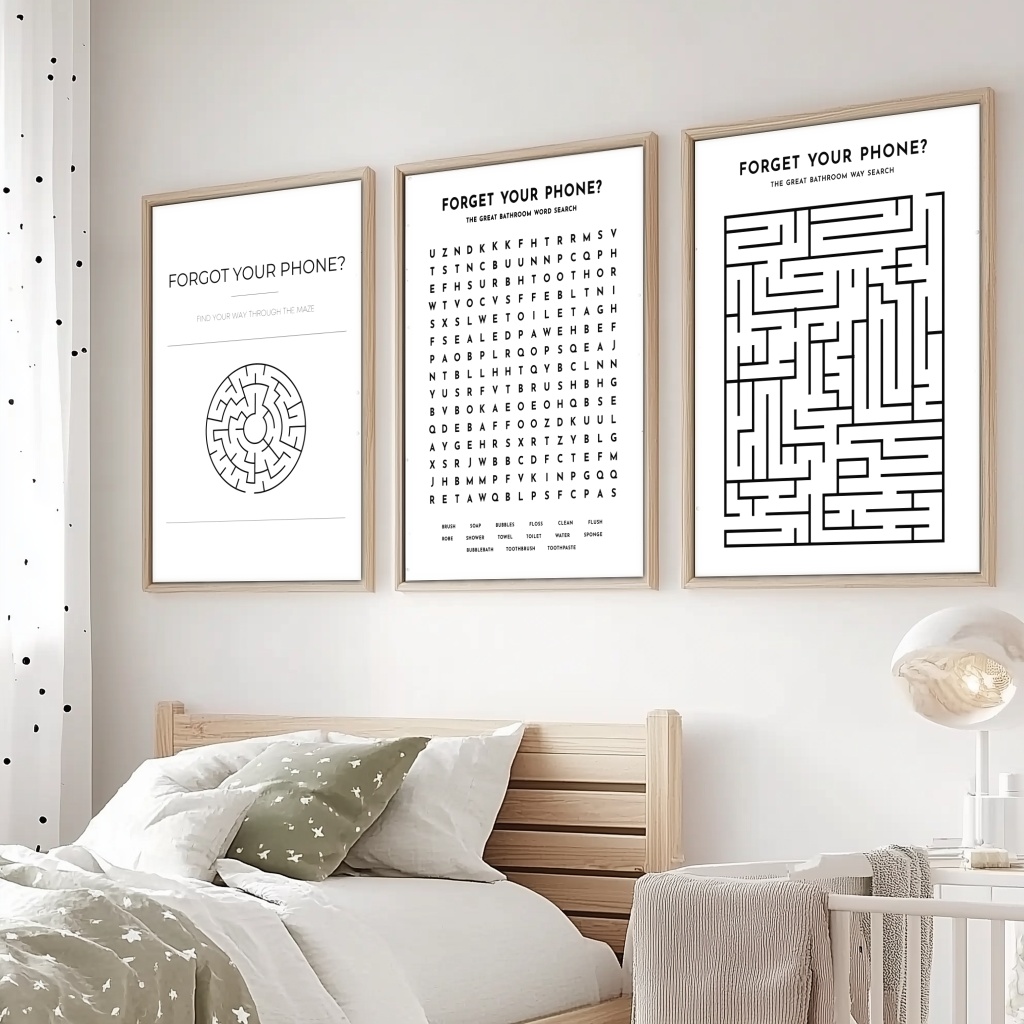 FORGOT YOUR PHONE?
FIND YOUR WAY THROUGH THE MAZE
FORGET YOUR PHONE?
THE GREAT BATHROOM WORD SEARCH
U Z N D K K K F H T R R M S V
T S T N C B U U N N P C Q P H
E F H S U R B H T O O T H O R
W T V O C V S F F E B L T N I
S X S L W E T O I L E T A G H
F S E A L E D P A W E H B E F
P A O B P L R Q O P S Q E A J
N T B L L H H T Q Y B C L N N
Y U S R F V T B R U S H B H G
B V B O K A E O E O H Q B S E
Q D E B A F F O O Z D K U U L
A Y G E H R S X R T Z Y B L G
X S R J W B B C D F C T E F M
J H B M M P F V K I N P G Q Q
R E T A W Q B L P S F C P A S
BRUSH SOAP BUBBLES FLOSS CLEAN FLUSH
ROBE SHOWER TOWEL TOILET WATER SPONGE
BUBBLEBATH TOOTHBRUSH TOOTHPASTE
FORGET YOUR PHONE?
THE GREAT BATHROOM WAY SEARCH